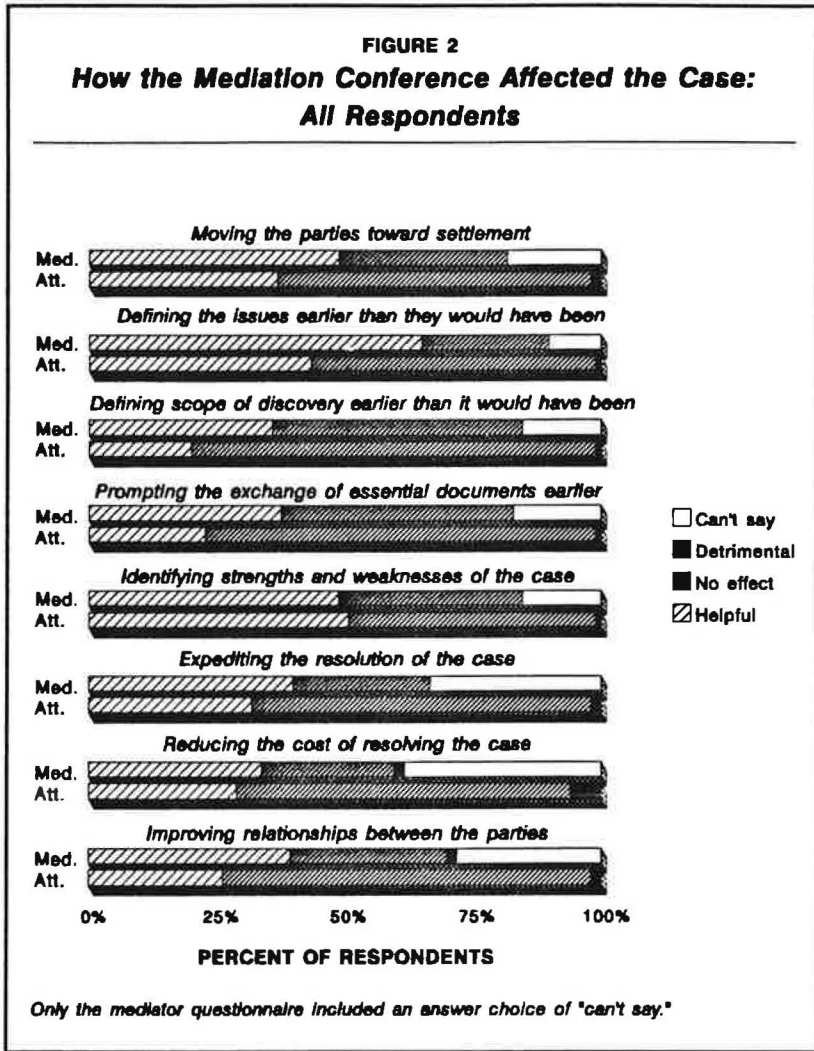 FIGURE 2
How the Mediation Conference Affected the Case:
All Respondents
Moving the parties toward settlement
Med.
Att.
Defining the issues earlier than they would have been
Med.
Att.
Defining scope of discovery earlier than it would have been
Med.
Att.
Prompting the exchange of essential documents earlier
Med.
Att.
Identifying strengths and weaknesses of the case
Med.
Att.
Expediting the resolution of the case
Med.
Att.
Reducing the cost of resolving the case
Med.
Att.
Improving relationships between the parties
Med.
Att.
Can't say
Detrimental
No effect
Helpful
0% 25% 50% 75% 100%
PERCENT OF RESPONDENTS
Only the mediator questionnaire included an answer choice of "can't say."